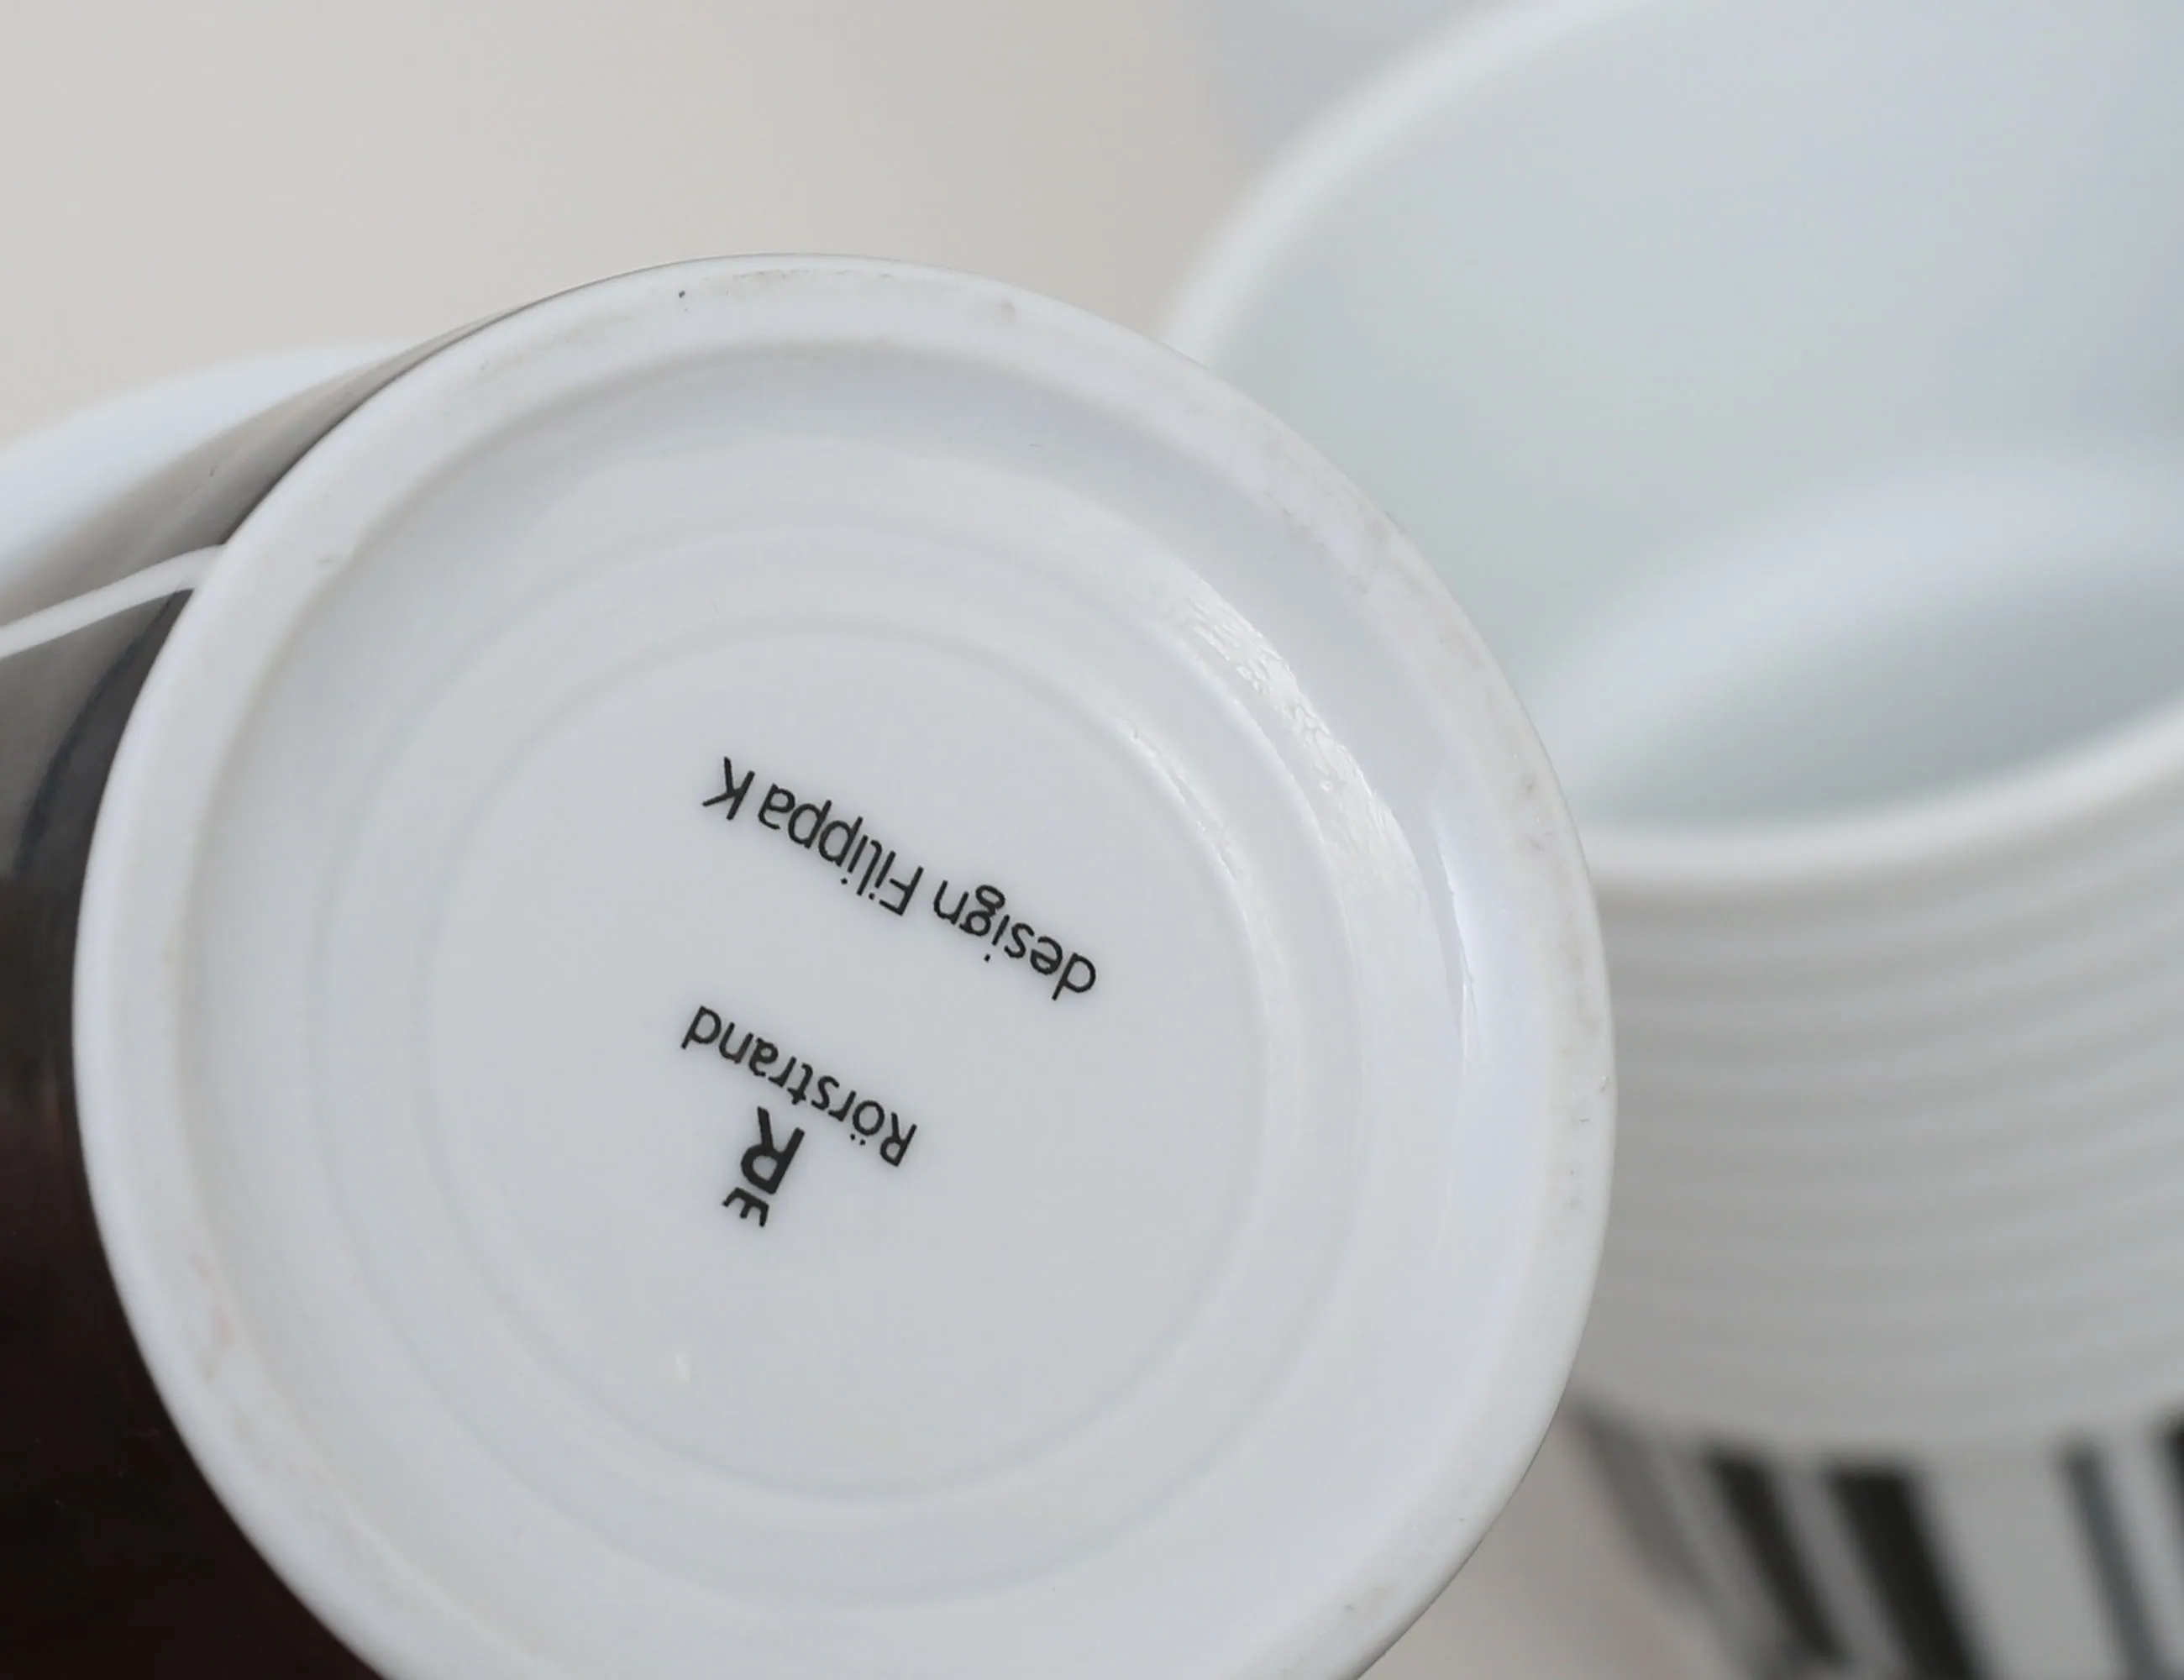 R
Rörstrand
design Filippa K